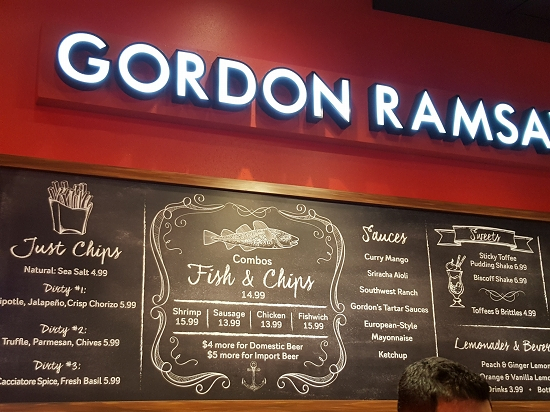 GORDON RAMSA
Just Chips
Natural: Sea Salt 4.99
Dirty #1:
ipotle, Jalapeño, Crisp Chorizo 5.99
Dirty #2:
Truffle, Parmesan, Chives 5.99
Dirty #3:
Cacciatore Spice, Fresh Basil 5.99
Combos
Fish & Chips
14.99
Shrimp 15.99
Sausage 13.99
Chicken 13.99
Fishwich 15.99
$4 more for Domestic Beer
$5 more for Import Beer
Sauces
Curry Mango
Sriracha Aioli
Southwest Ranch
Gordon's Tartar Sauces
European-Style
Mayonnaise
Ketchup
Sweets
Sticky Toffee
Pudding Shake 6.99
Biscoff Shake 6.99
Toffees & Brittles 4.99
Lemonades & Bever
Peach & Ginger Lemon
Orange & Vanilla Lemo
Drinks 3.99 • Bott